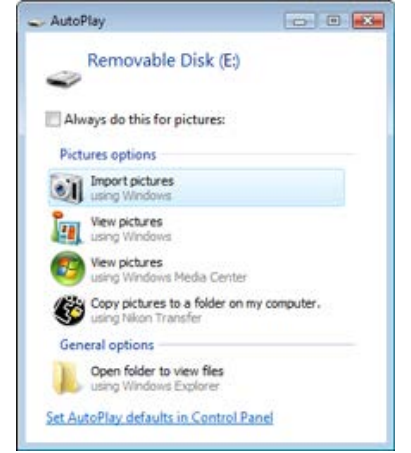 AutoPlay
Removable Disk (E:)
Always do this for pictures:
Pictures options
Import pictures
using Windows
View pictures
using Windows
View pictures
using Windows Media Center
Copy pictures to a folder on my computer.
using Nikon Transfer
General options
Open folder to view files
using Windows Explorer
Set AutoPlay defaults in Control Panel